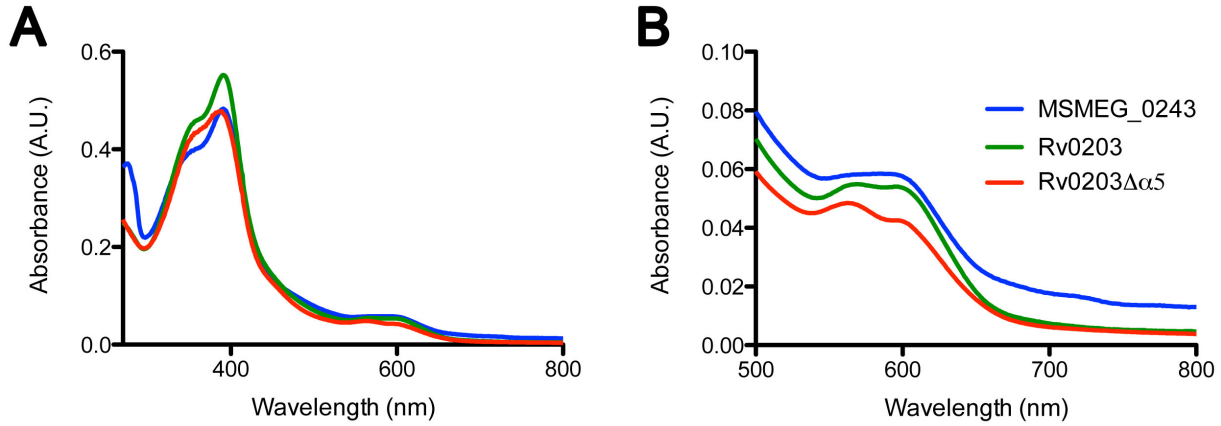 A
B
0.6
0.4
0.2
0.0
Absorbance (A.U.)
400
600
800
Wavelength (nm)
0.10
0.08
0.06
0.04
0.02
0.00
Absorbance (A.U.)
500
600
700
800
Wavelength (nm)
MSMEG_0243
Rv0203
Rv0203Δα5